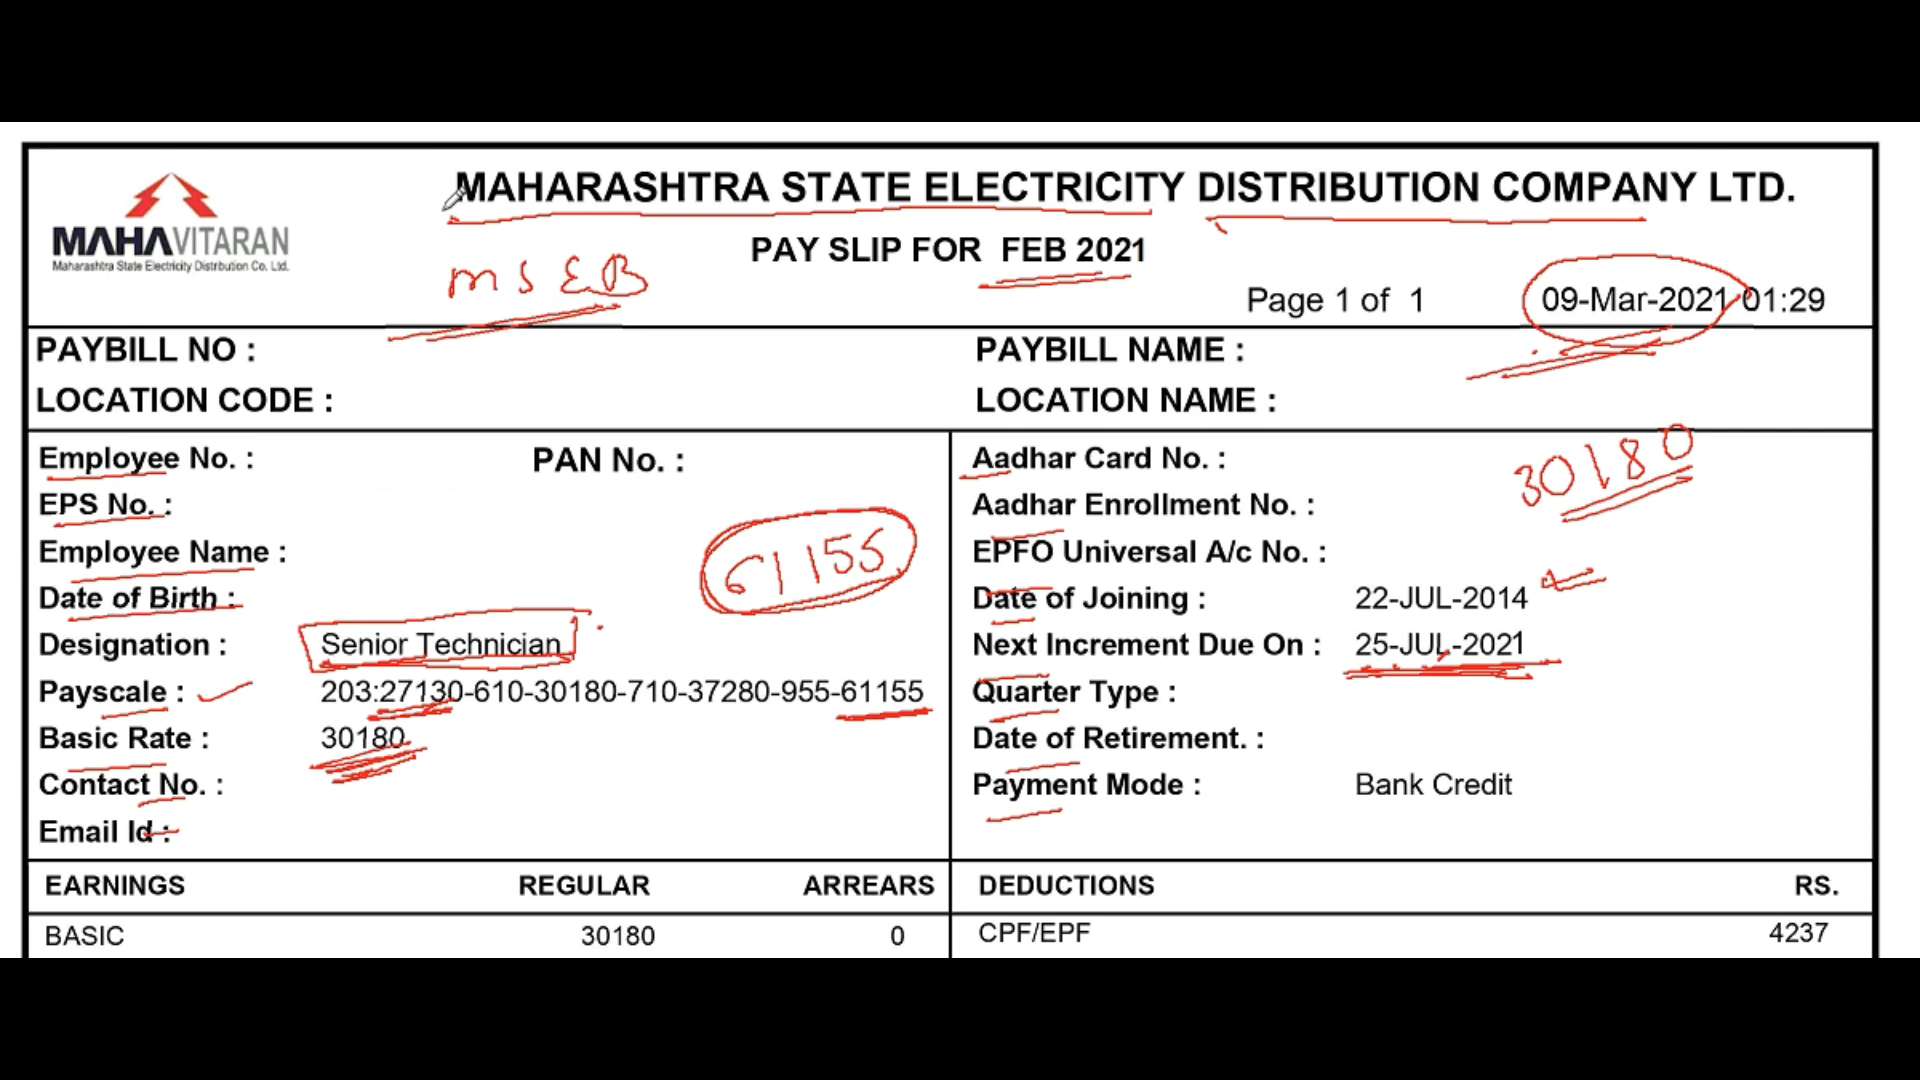 MAHARASHTRA STATE ELECTRICITY DISTRIBUTION COMPANY LTD.
MAHAVITARAN
Maharashtra State Electricity Distribution Co. Ltd.
PAY SLIP FOR FEB 2021
MSEB
Page 1 of 1 09-Mar-2021 01:29
PAYBILL NO : PAYBILL NAME :
LOCATION CODE : LOCATION NAME :
Employee No. : PAN No. :
EPS No. :
Employee Name :
61155
Date of Birth :
Designation : Senior Technician
Payscale : 203:27130-610-30180-710-37280-955-61155
Basic Rate : 30180
Contact No. :
Email Id :
Aadhar Card No. :
30180
Aadhar Enrollment No. :
EPFO Universal A/c No. :
Date of Joining : 22-JUL-2014
Next Increment Due On : 25-JUL-2021
Quarter Type :
Date of Retirement. :
Payment Mode : Bank Credit
EARNINGS REGULAR ARREARS DEDUCTIONS RS.
BASIC 30180 0 CPF/EPF 4237